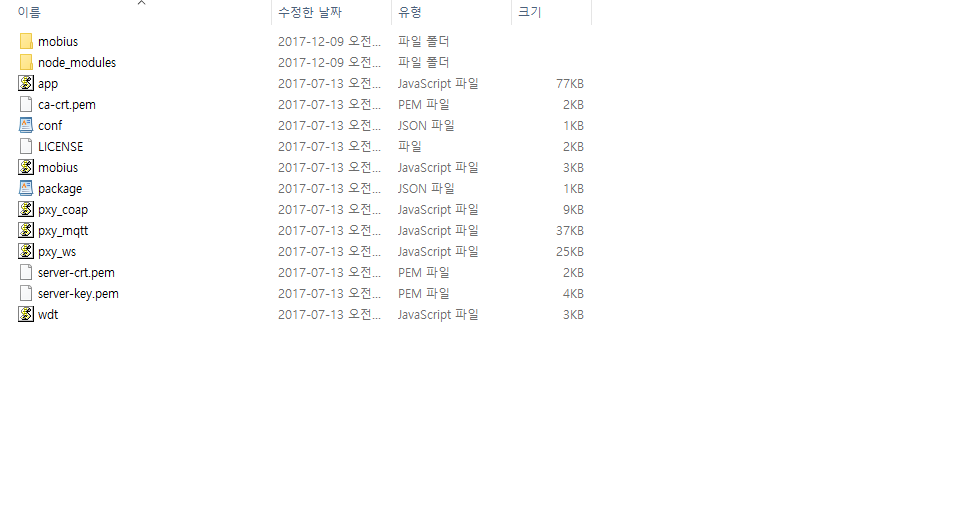 이름 수정한 날짜 유형 크기
mobius 2017-12-09 오전... 파일 폴더
node_modules 2017-12-09 오전... 파일 폴더
app 2017-07-13 오전... JavaScript 파일 77KB
ca-crt.pem 2017-07-13 오전... PEM 파일 2KB
conf 2017-07-13 오전... JSON 파일 1KB
LICENSE 2017-07-13 오전... 파일 2KB
mobius 2017-07-13 오전... JavaScript 파일 3KB
package 2017-07-13 오전... JSON 파일 1KB
pxy_coap 2017-07-13 오전... JavaScript 파일 9KB
pxy_mqtt 2017-07-13 오전... JavaScript 파일 37KB
pxy_ws 2017-07-13 오전... JavaScript 파일 25KB
server-crt.pem 2017-07-13 오전... PEM 파일 2KB
server-key.pem 2017-07-13 오전... PEM 파일 4KB
wdt 2017-07-13 오전... JavaScript 파일 3KB